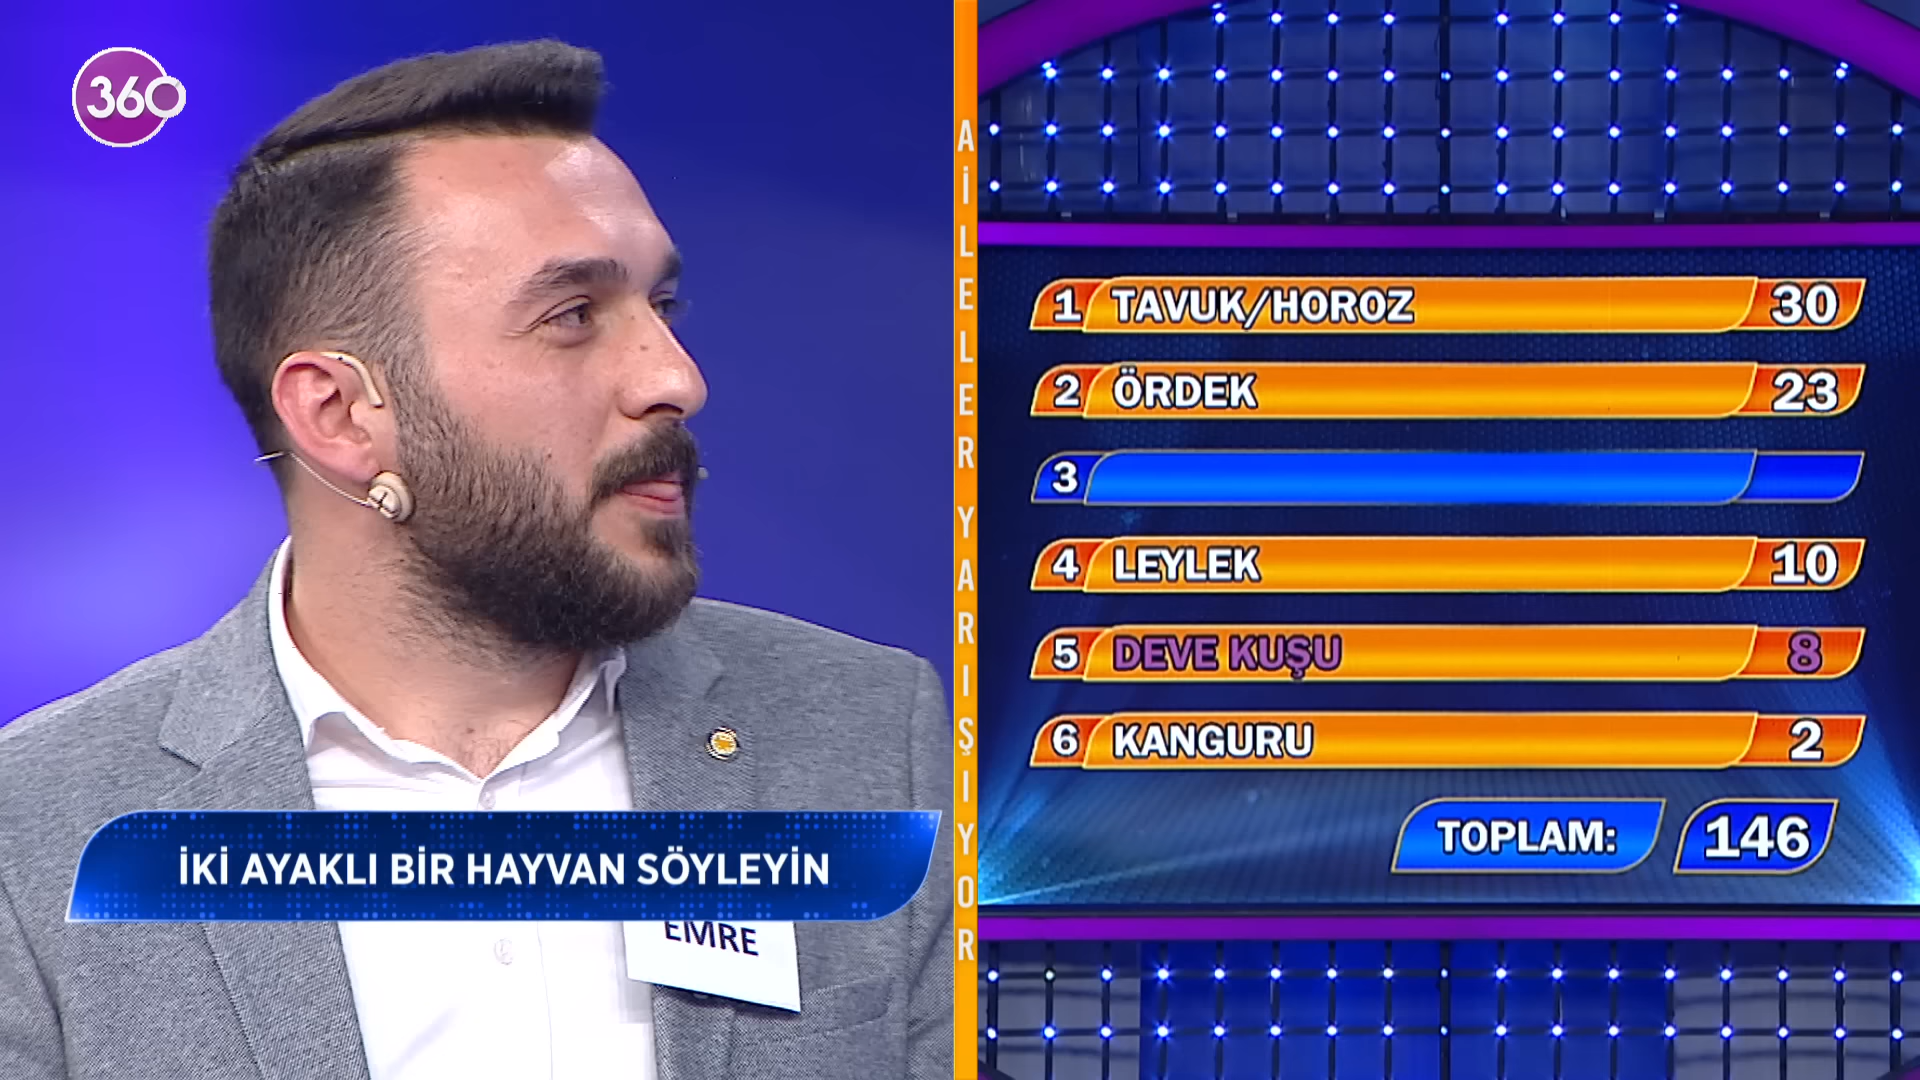 360
AİLELER YARIŞIYOR
1 TAVUK/HOROZ 30
2 ÖRDEK 23
3
4 LEYLEK 10
5 DEVE KUŞU 8
6 KANGURU 2
TOPLAM: 146
İKİ AYAKLI BİR HAYVAN SÖYLEYİN
EMRE